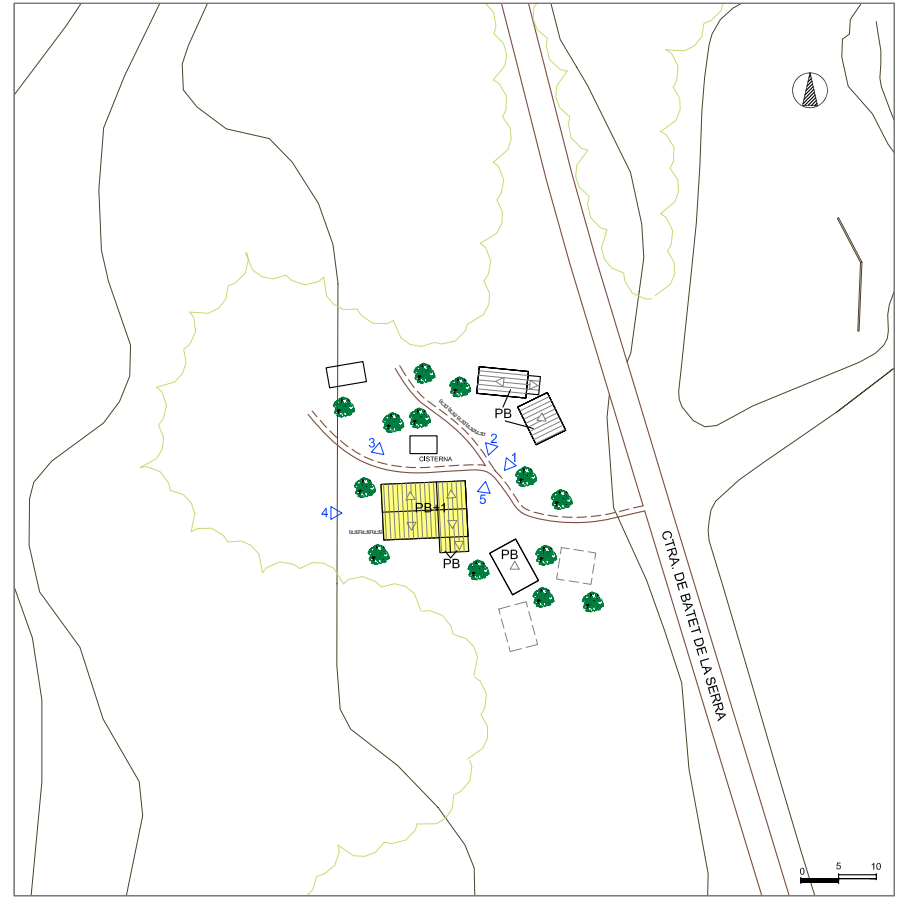 PB
2
3
1
CISTERNA
5
4
PB+1
PB
PB
CTRA. DE BATET DE LA SERRA
0 5 10